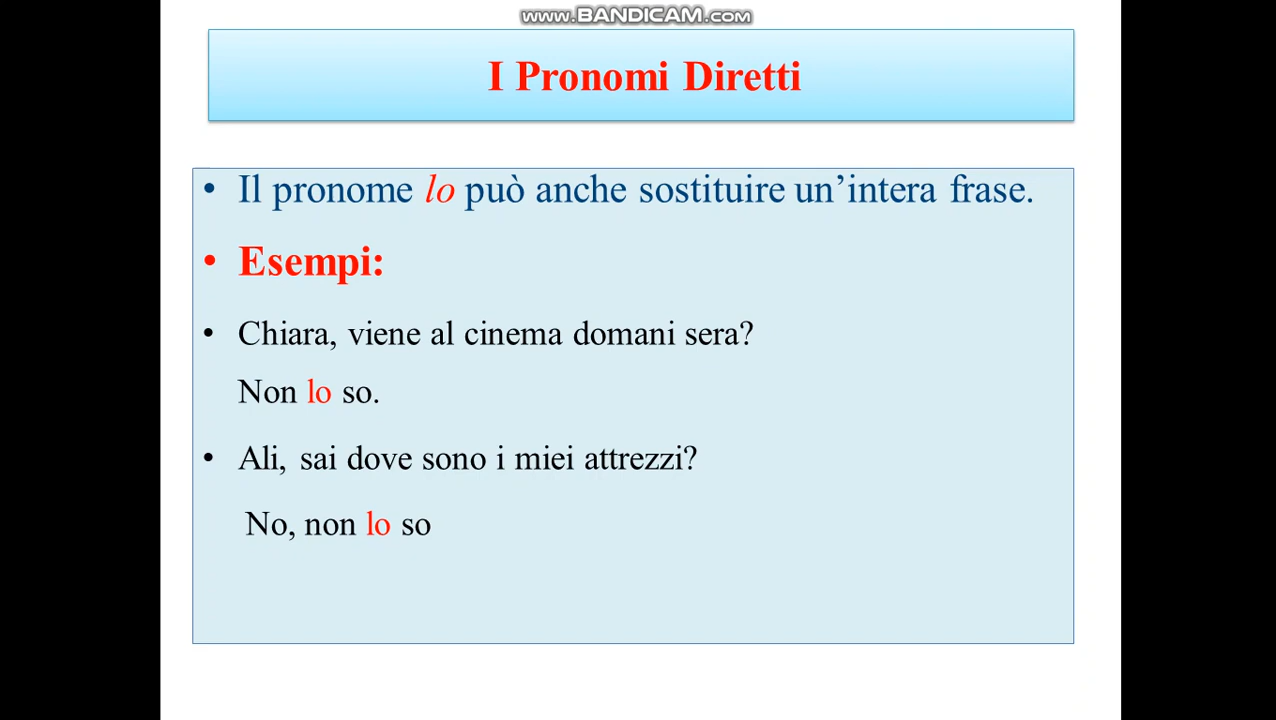 www.BANDICAM.com
I Pronomi Diretti
• Il pronome lo può anche sostituire un’intera frase.
• Esempi:
• Chiara, viene al cinema domani sera?
Non lo so.
• Ali, sai dove sono i miei attrezzi?
No, non lo so